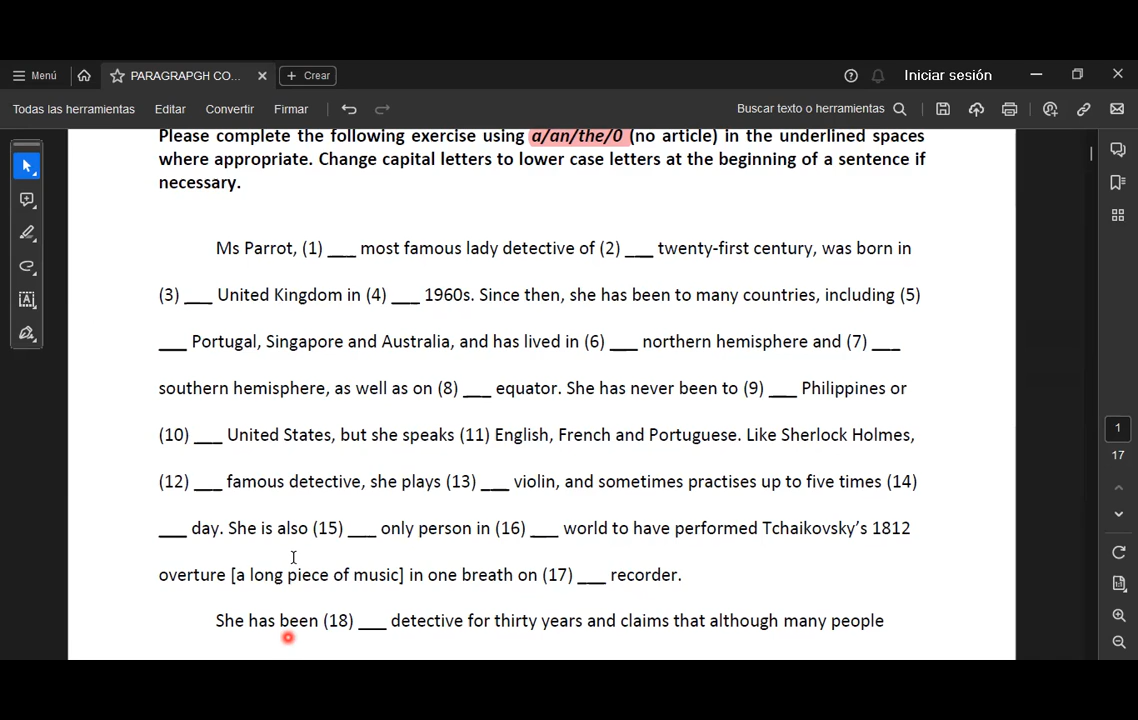 Menú
PARAGRAPGH CO...
Crear
Iniciar sesión
Todas las herramientas
Editar
Convertir
Firmar
Buscar texto o herramientas
Please complete the following exercise using a/an/the/0 (no article) in the underlined spaces
where appropriate. Change capital letters to lower case letters at the beginning of a sentence if
necessary.
Ms Parrot, (1) ___ most famous lady detective of (2) ___ twenty-first century, was born in
(3) ___ United Kingdom in (4) ___ 1960s. Since then, she has been to many countries, including (5)
___ Portugal, Singapore and Australia, and has lived in (6) ___ northern hemisphere and (7) ___
southern hemisphere, as well as on (8) ___ equator. She has never been to (9) ___ Philippines or
(10) ___ United States, but she speaks (11) English, French and Portuguese. Like Sherlock Holmes,
(12) ___ famous detective, she plays (13) ___ violin, and sometimes practises up to five times (14)
___ day. She is also (15) ___ only person in (16) ___ world to have performed Tchaikovsky’s 1812
overture [a long piece of music] in one breath on (17) ___ recorder.
She has been (18) ___ detective for thirty years and claims that although many people
1
17